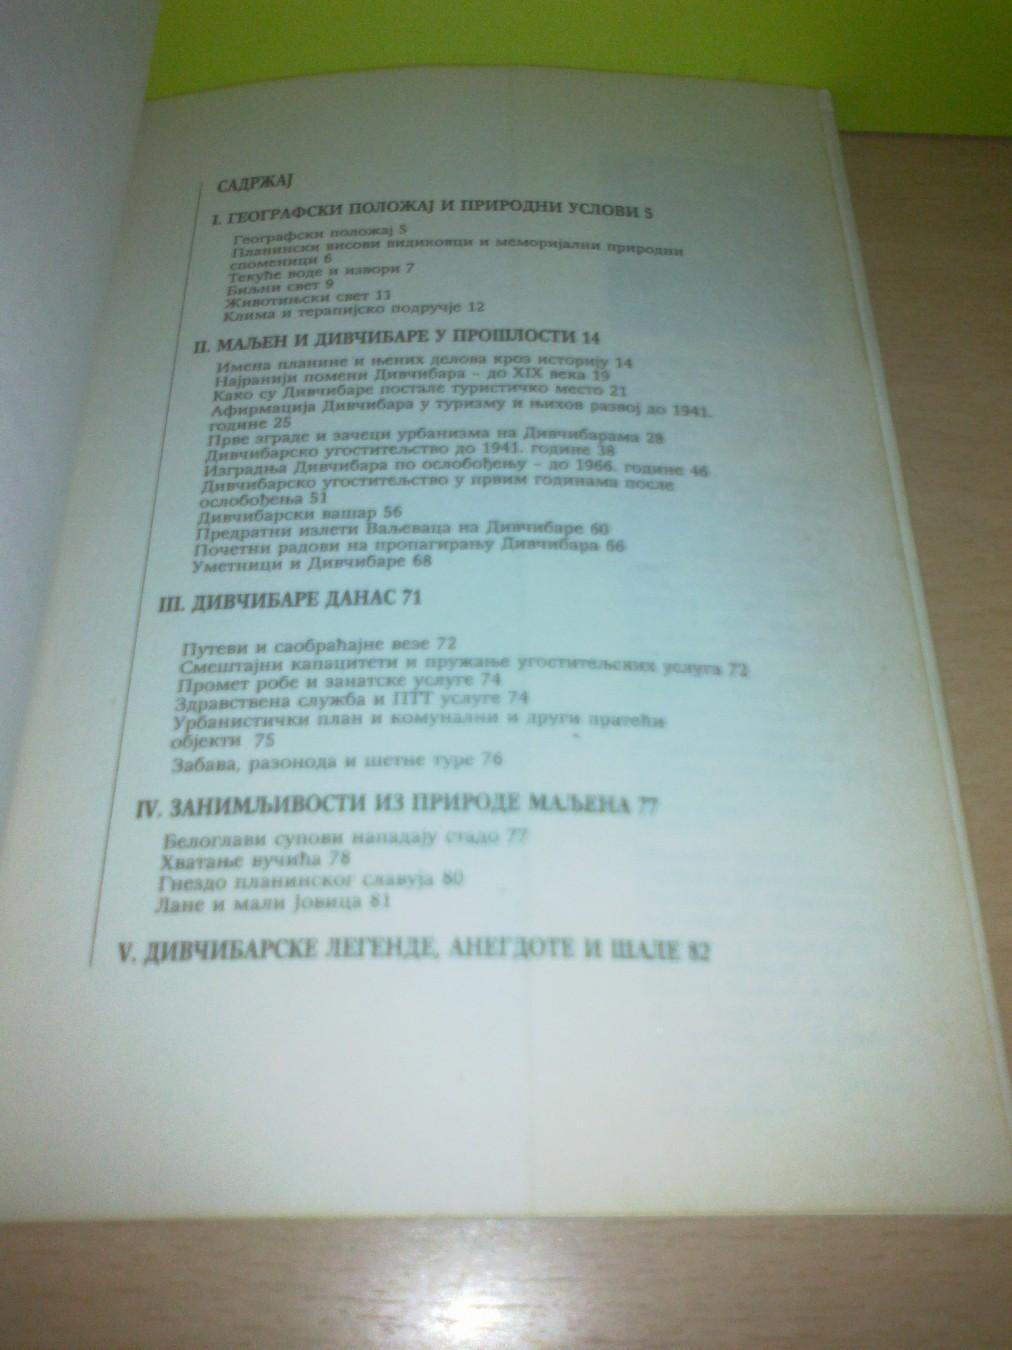 САДРЖАЈ
I. ГЕОГРАФСКИ ПОЛОЖАЈ И ПРИРОДНИ УСЛОВИ 5
Географски положај 5
Планински висови видиковци и меморијални природни
споменици 6
Текуће воде и извори 7
Биљни свет 9
Животињски свет 11
Клима и терапијско подручје 12
II. МАЉЕН И ДИВЧИБАРЕ У ПРОШЛОСТИ 14
Имена планине и њених делова кроз историју 14
Најранији помени Дивчибара – до XIX века 19
Како су Дивчибаре постале туристичко место 21
Афирмација Дивчибара у туризму и њихов развој до 1941.
године 25
Прве зграде и зачеци урбанизма на Дивчибарама 28
Дивчибарско угоститељство до 1941. године 38
Изградња Дивчибара по ослобођењу – до 1966. године 46
Дивчибарско угоститељство у првим годинама после
ослобођења 51
Дивчибарски вашар 56
Предратни излети Ваљеваца на Дивчибаре 60
Почетни радови на пропагирању Дивчибара 66
Уметници и Дивчибаре 68
III. ДИВЧИБАРЕ ДАНАС 71
Путеви и саобраћајне везе 72
Смештајни капацитети и пружање угоститељских услуга 72
Промет робе и занатске услуге 74
Здравствена служба и ПТТ услуге 74
Урбанистички план и комунални и други пратећи
објекти 75
Забава, разонода и шетне туре 76
IV. ЗАНИМЉИВОСТИ ИЗ ПРИРОДЕ МАЉЕНА 77
Белоглави супови нападају стадо 77
Хватање вучића 78
Гнездо планинског славуја 80
Лане и мали Јовица 81
V. ДИВЧИБАРСКЕ ЛЕГЕНДЕ, АНЕГДОТЕ И ШАЛЕ 82